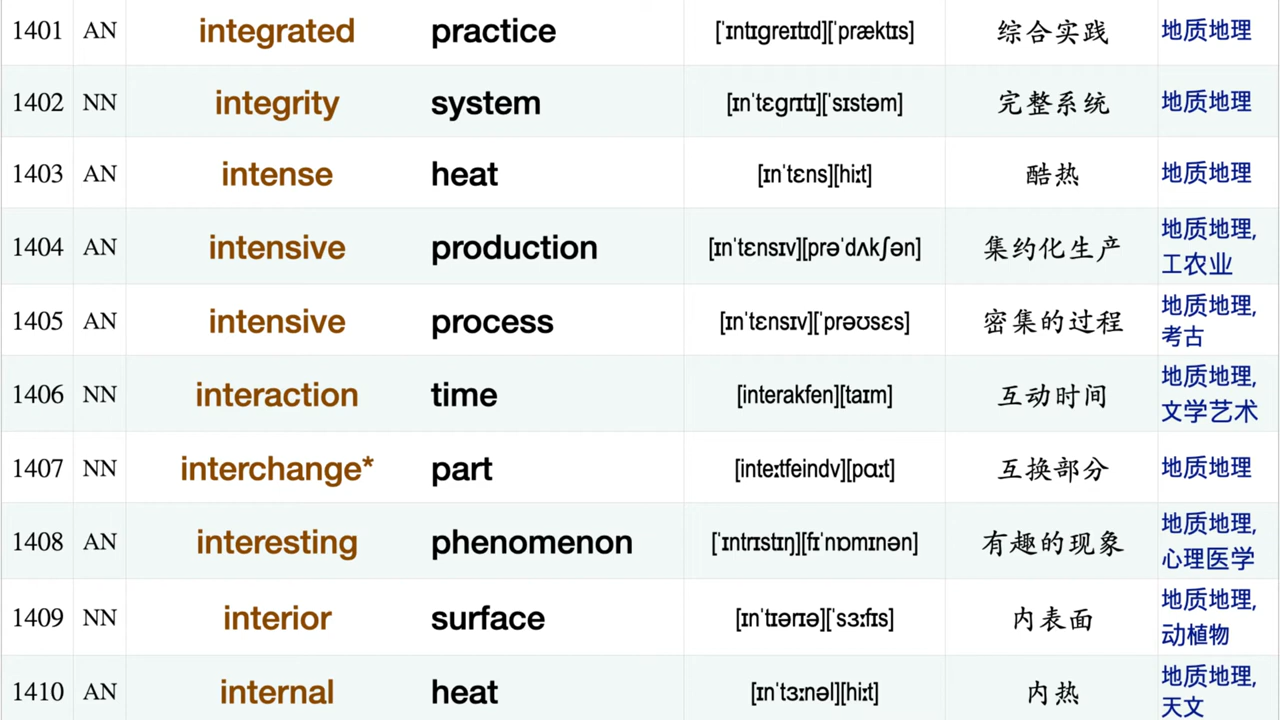 1401 AN integrated practice [ˈɪntɪgreɪtɪd][ˈpræktɪs] 综合实践 地质地理
1402 NN integrity system [ɪnˈtɛgrɪtɪ][ˈsɪstəm] 完整系统 地质地理
1403 AN intense heat [ɪnˈtɛns][hiːt] 酷热 地质地理
1404 AN intensive production [ɪnˈtɛnsɪv][prəˈdʌkʃən] 集约化生产 地质地理,
工农业
1405 AN intensive process [ɪnˈtɛnsɪv][ˈprəʊsɛs] 密集的过程 地质地理,
考古
1406 NN interaction time [interakfen][taɪm] 互动时间 地质地理,
文学艺术
1407 NN interchange* part [inteːtfeindv][pɑːt] 互换部分 地质地理
1408 AN interesting phenomenon [ˈɪntrɪstɪŋ][fɪˈnɒmɪnən] 有趣的现象 地质地理,
心理医学
1409 NN interior surface [ɪnˈtɪərɪə][ˈsɜːfɪs] 内表面 地质地理,
动植物
1410 AN internal heat [ɪnˈtɜːnəl][hiːt] 内热 地质地理,
天文